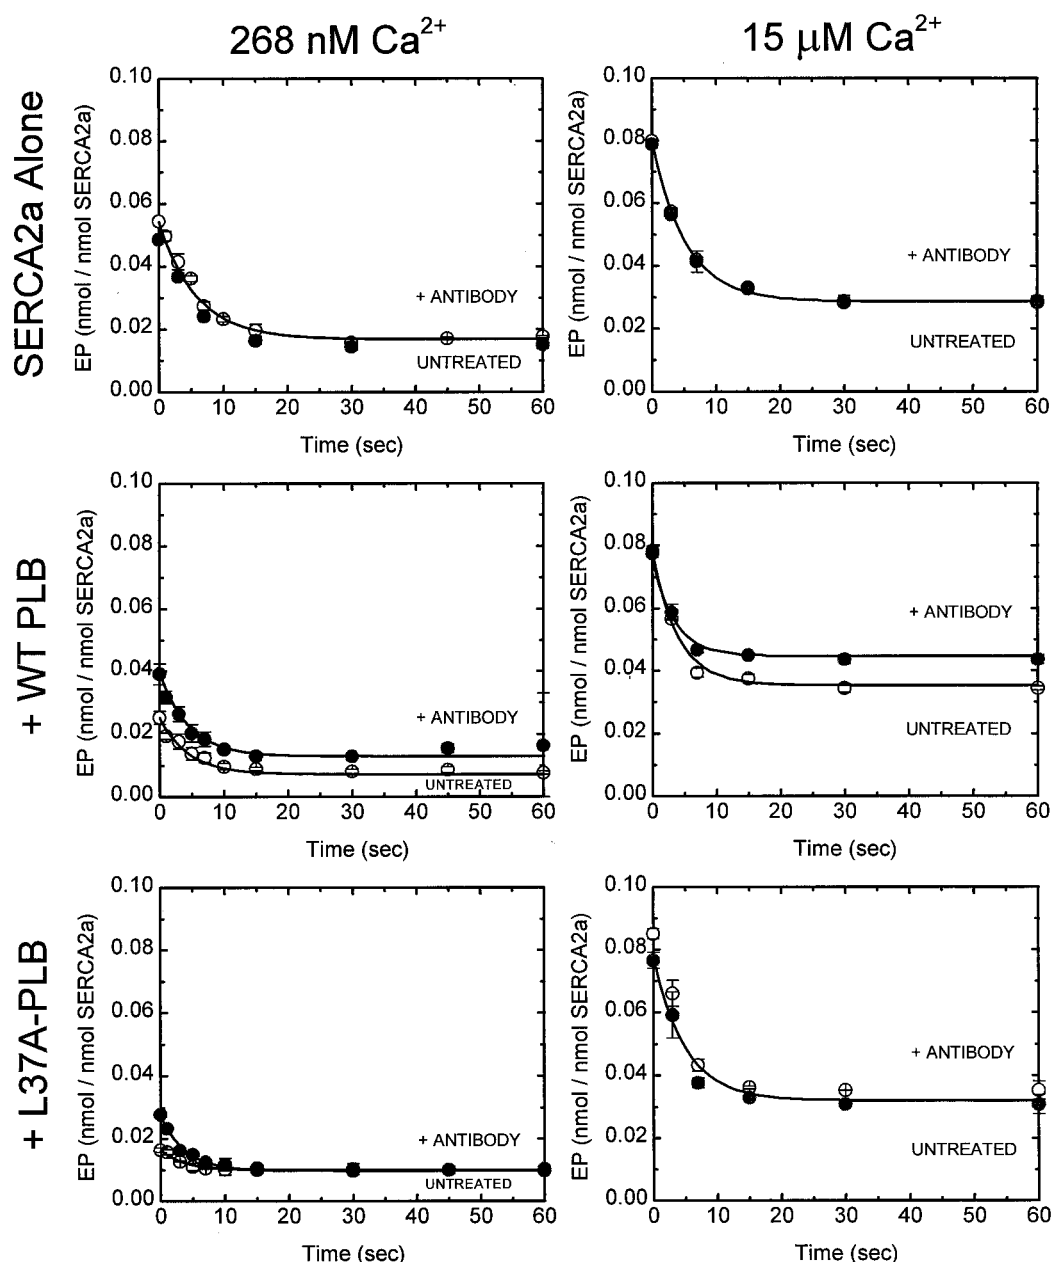 268 nM Ca²⁺
15 μM Ca²⁺
SERCA2a Alone
EP (nmol / nmol SERCA2a)
0.10
0.08
0.06
0.04
0.02
0.00
+ ANTIBODY
UNTREATED
0 10 20 30 40 50 60
Time (sec)
EP (nmol / nmol SERCA2a)
0.10
0.08
0.06
0.04
0.02
0.00
+ ANTIBODY
UNTREATED
0 10 20 30 40 50 60
Time (sec)
+ WT PLB
EP (nmol / nmol SERCA2a)
0.10
0.08
0.06
0.04
0.02
0.00
+ ANTIBODY
UNTREATED
0 10 20 30 40 50 60
Time (sec)
EP (nmol / nmol SERCA2a)
0.10
0.08
0.06
0.04
0.02
0.00
+ ANTIBODY
UNTREATED
0 10 20 30 40 50 60
Time (sec)
+ L37A-PLB
EP (nmol / nmol SERCA2a)
0.10
0.08
0.06
0.04
0.02
0.00
+ ANTIBODY
UNTREATED
0 10 20 30 40 50 60
Time (sec)
EP (nmol / nmol SERCA2a)
0.10
0.08
0.06
0.04
0.02
0.00
+ ANTIBODY
UNTREATED
0 10 20 30 40 50 60
Time (sec)